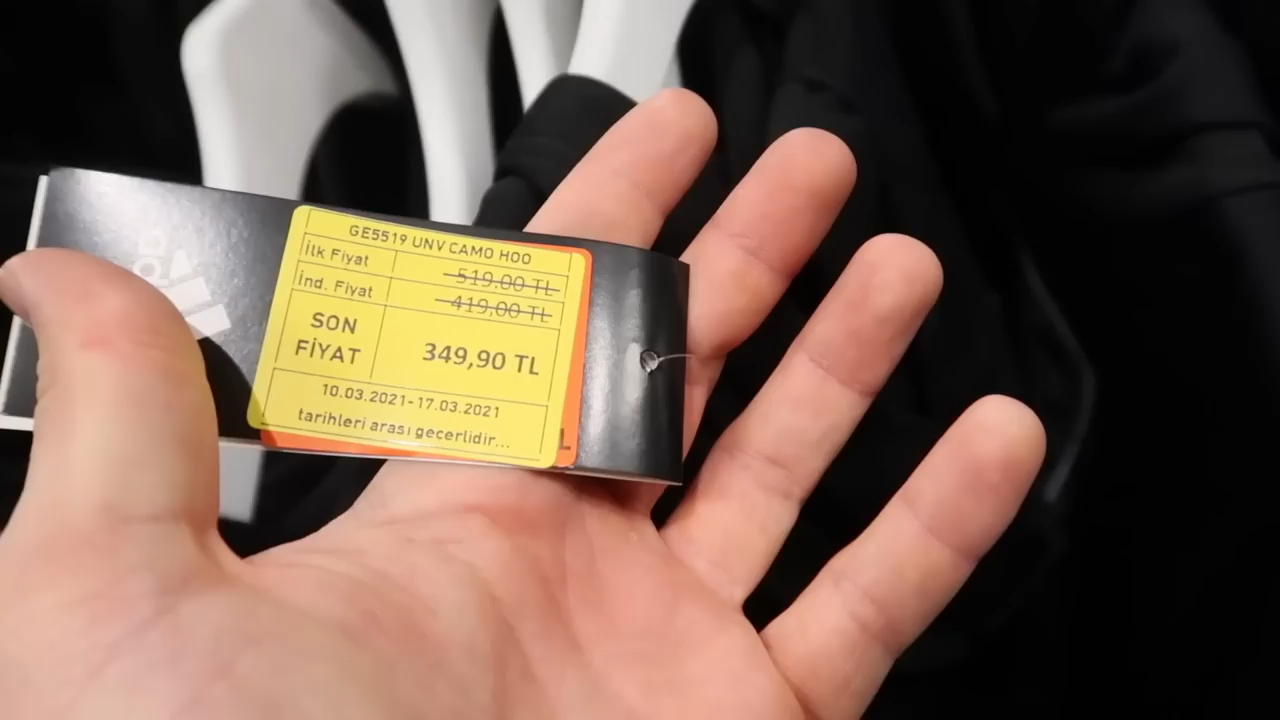 GE5519 UNV CAMO HOO
İlk Fiyat 519.00 TL
İnd. Fiyat 419,00 TL
SON FİYAT 349,90 TL
10.03.2021-17.03.2021
tarihleri arası geçerlidir...
L